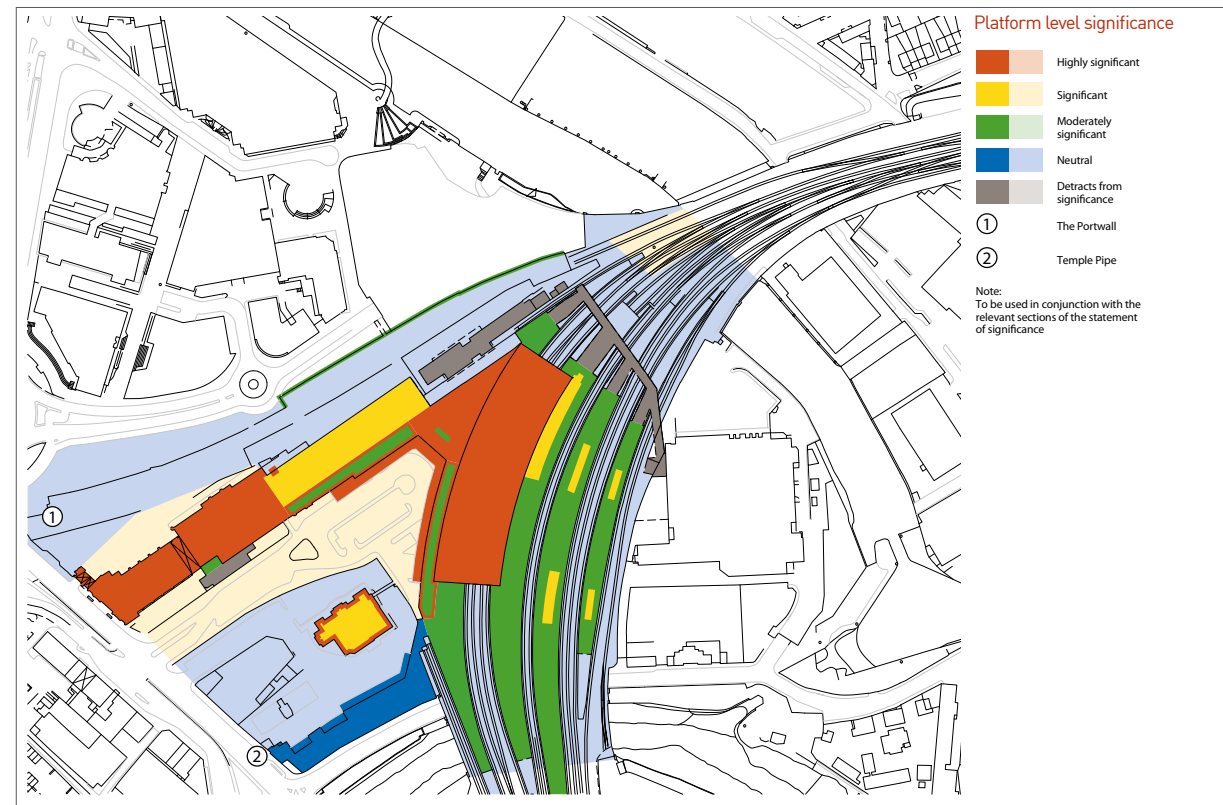 Platform level significance
Highly significant
Significant
Moderately
significant
Neutral
Detracts from
significance
1
The Portwall
2
Temple Pipe
Note:
To be used in conjunction with the
relevant sections of the statement
of significance
1
2